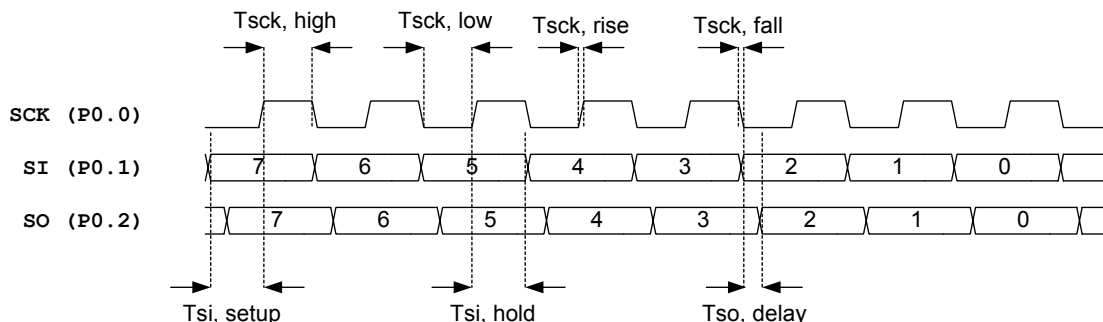 Tsck, high Tsck, low Tsck, rise Tsck, fall
SCK (P0.0)
SI (P0.1) 7 6 5 4 3 2 1 0
SO (P0.2) 7 6 5 4 3 2 1 0
Tsi, setup Tsi, hold Tso, delay